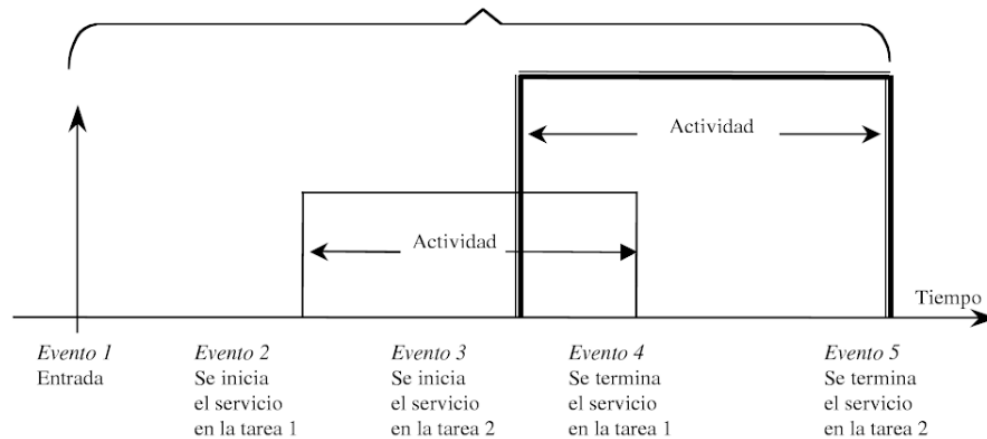 Actividad
Actividad
Tiempo
Evento 1
Entrada
Evento 2
Se inicia
el servicio
en la tarea 1
Evento 3
Se inicia
el servicio
en la tarea 2
Evento 4
Se termina
el servicio
en la tarea 1
Evento 5
Se termina
el servicio
en la tarea 2